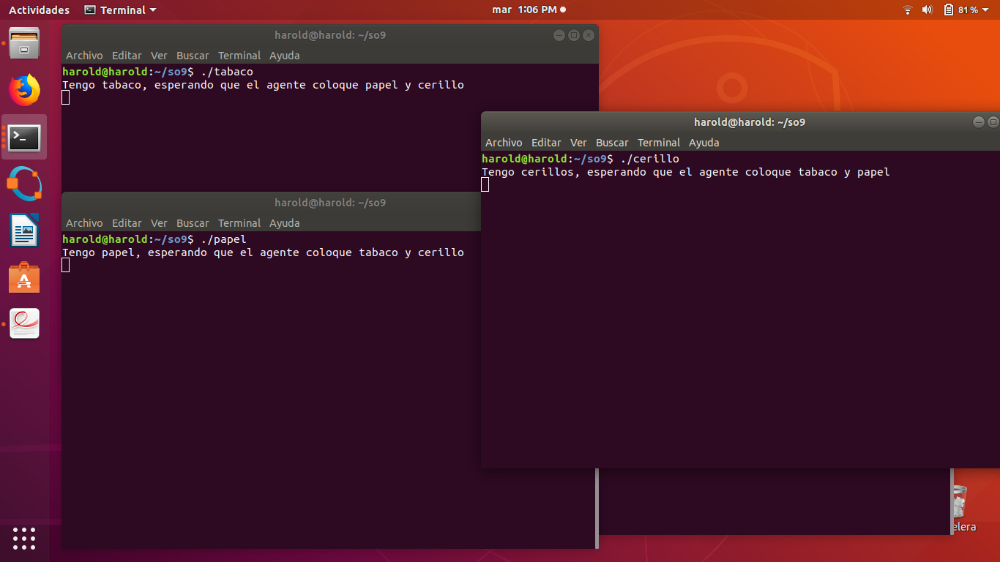 Actividades Terminal mar 1:06 PM 81 %
harold@harold: ~/so9
Archivo Editar Ver Buscar Terminal Ayuda
harold@harold:~/so9$ ./tabaco
Tengo tabaco, esperando que el agente coloque papel y cerillo
harold@harold: ~/so9
Archivo Editar Ver Buscar Terminal Ayuda
harold@harold:~/so9$ ./cerillo
Tengo cerillos, esperando que el agente coloque tabaco y papel
harold@harold: ~/so9
Archivo Editar Ver Buscar Terminal Ayuda
harold@harold:~/so9$ ./papel
Tengo papel, esperando que el agente coloque tabaco y cerillo
elera